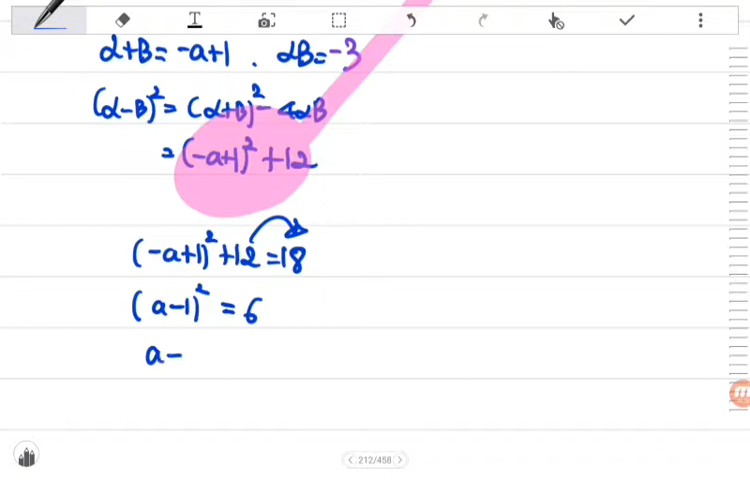 α+β=-a+1 . αβ=-3
(α-β)²=(α+β)²-4αβ
=(-a+1)²+12
(-a+1)²+12=18
(a-1)²=6
a-
212/458